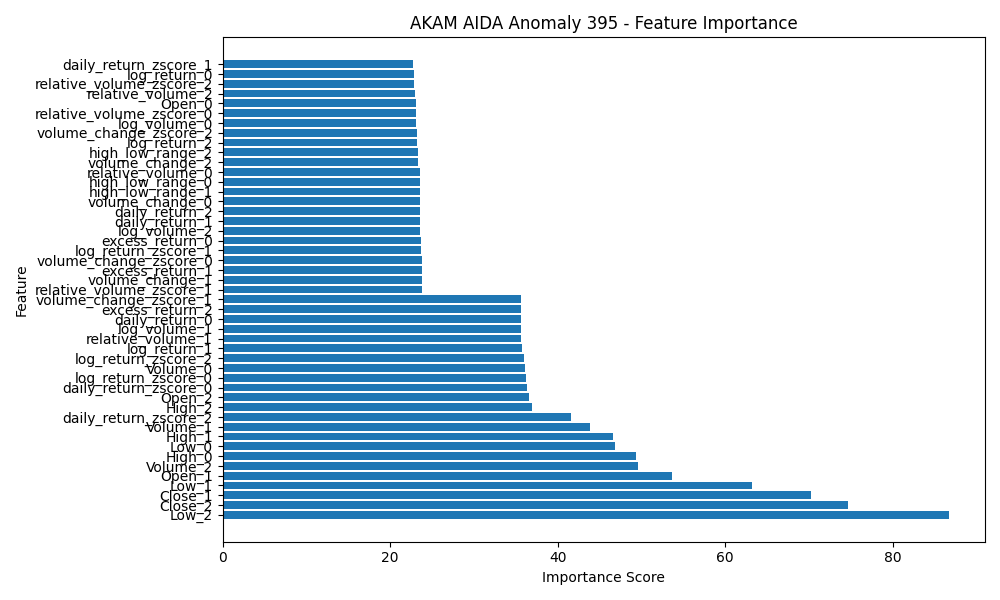 AKAM AIDA Anomaly 395 - Feature Importance
daily_return_zscore_1
log_return_0
relative_volume_zscore_2
relative_volume_2
Open_0
relative_volume_zscore_0
log_volume_0
volume_change_zscore_2
log_return_2
high_low_range_2
volume_change_2
relative_volume_0
high_low_range_0
high_low_range_1
volume_change_0
daily_return_2
daily_return_1
log_volume_2
excess_return_0
log_return_zscore_1
volume_change_zscore_0
excess_return_1
volume_change_1
relative_volume_zscore_1
volume_change_zscore_1
excess_return_2
daily_return_0
log_volume_1
relative_volume_1
log_return_1
log_return_zscore_2
Volume_0
log_return_zscore_0
daily_return_zscore_0
Open_2
High_2
daily_return_zscore_2
Volume_1
High_1
Low_0
High_0
Volume_2
Open_1
Low_1
Close_1
Close_2
Low_2
Feature
0 20 40 60 80
Importance Score